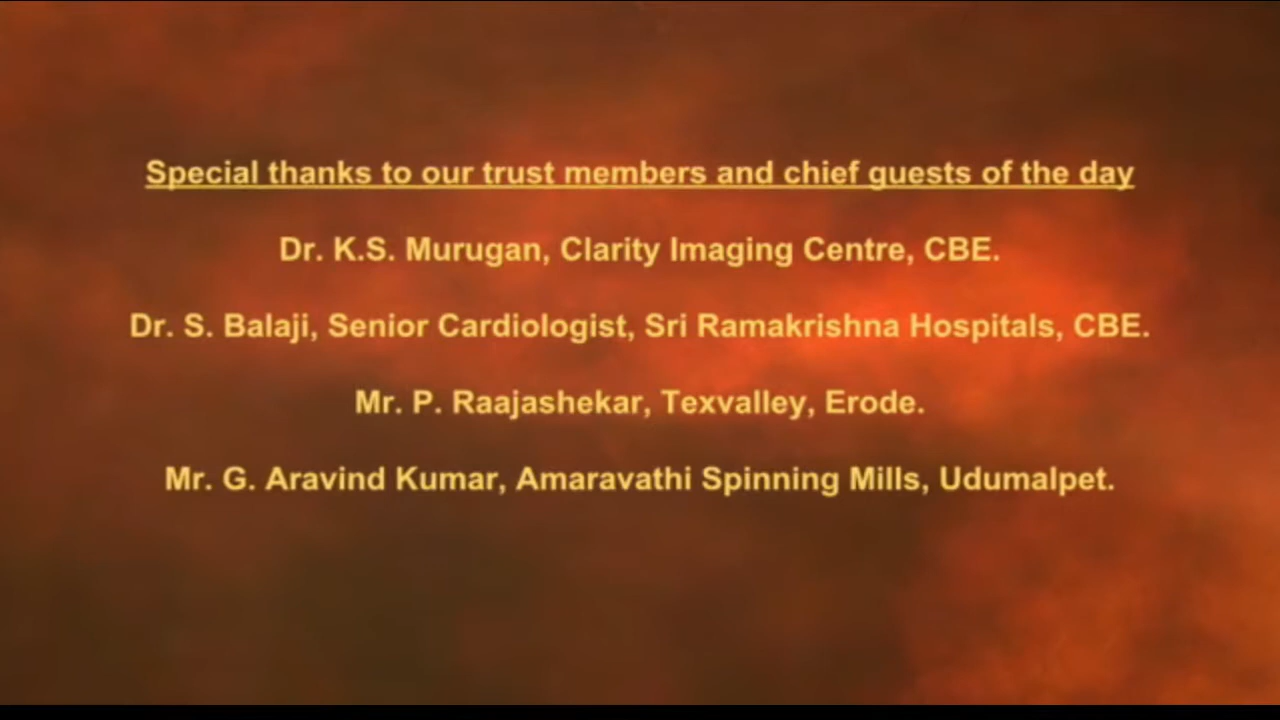 Special thanks to our trust members and chief guests of the day
Dr. K.S. Murugan, Clarity Imaging Centre, CBE.
Dr. S. Balaji, Senior Cardiologist, Sri Ramakrishna Hospitals, CBE.
Mr. P. Raajashekar, Texvalley, Erode.
Mr. G. Aravind Kumar, Amaravathi Spinning Mills, Udumalpet.